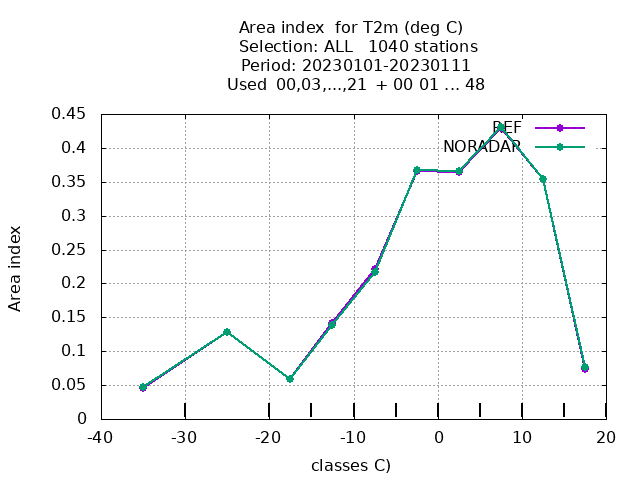 Area index  for T2m (deg C)
Selection: ALL   1040 stations
Period: 20230101-20230111
Used  00,03,...,21  + 00 01 ... 48
REF
NORADAR
0.45
0.4
0.35
0.3
0.25
0.2
0.15
0.1
0.05
0
Area index
-40 -30 -20 -10 0 10 20
classes C)